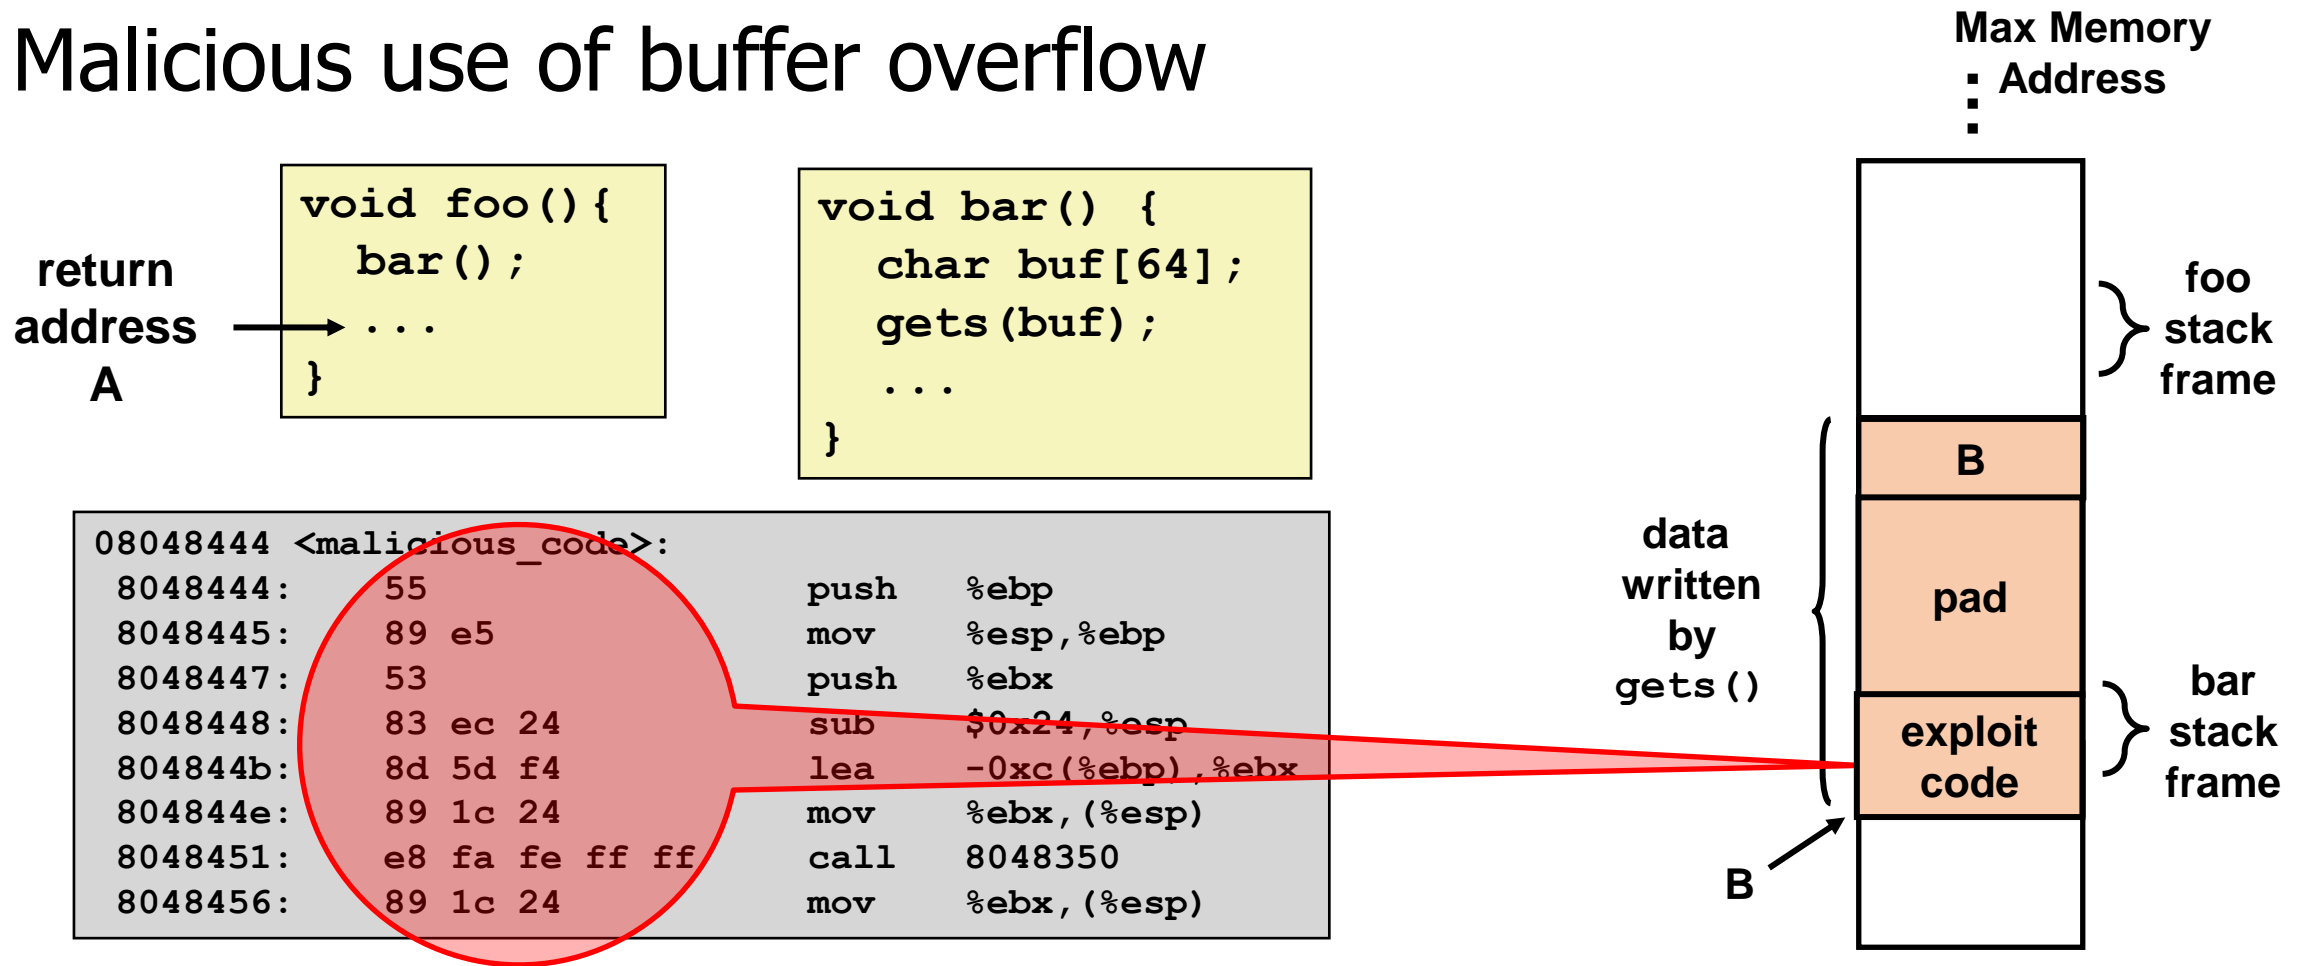 Malicious use of buffer overflow
Max Memory
Address
return
address
A
void foo(){
bar();
...
}
void bar() {
char buf[64];
gets(buf);
...
}
08048444 <malicious_code>:
8048444: 55 push %ebp
8048445: 89 e5 mov %esp,%ebp
8048447: 53 push %ebx
8048448: 83 ec 24 sub $0x24,%esp
804844b: 8d 5d f4 lea -0xc(%ebp),%ebx
804844e: 89 1c 24 mov %ebx,(%esp)
8048451: e8 fa fe ff ff call 8048350
8048456: 89 1c 24 mov %ebx,(%esp)
data
written
by
gets()
B
pad
exploit
code
B
foo
stack
frame
bar
stack
frame